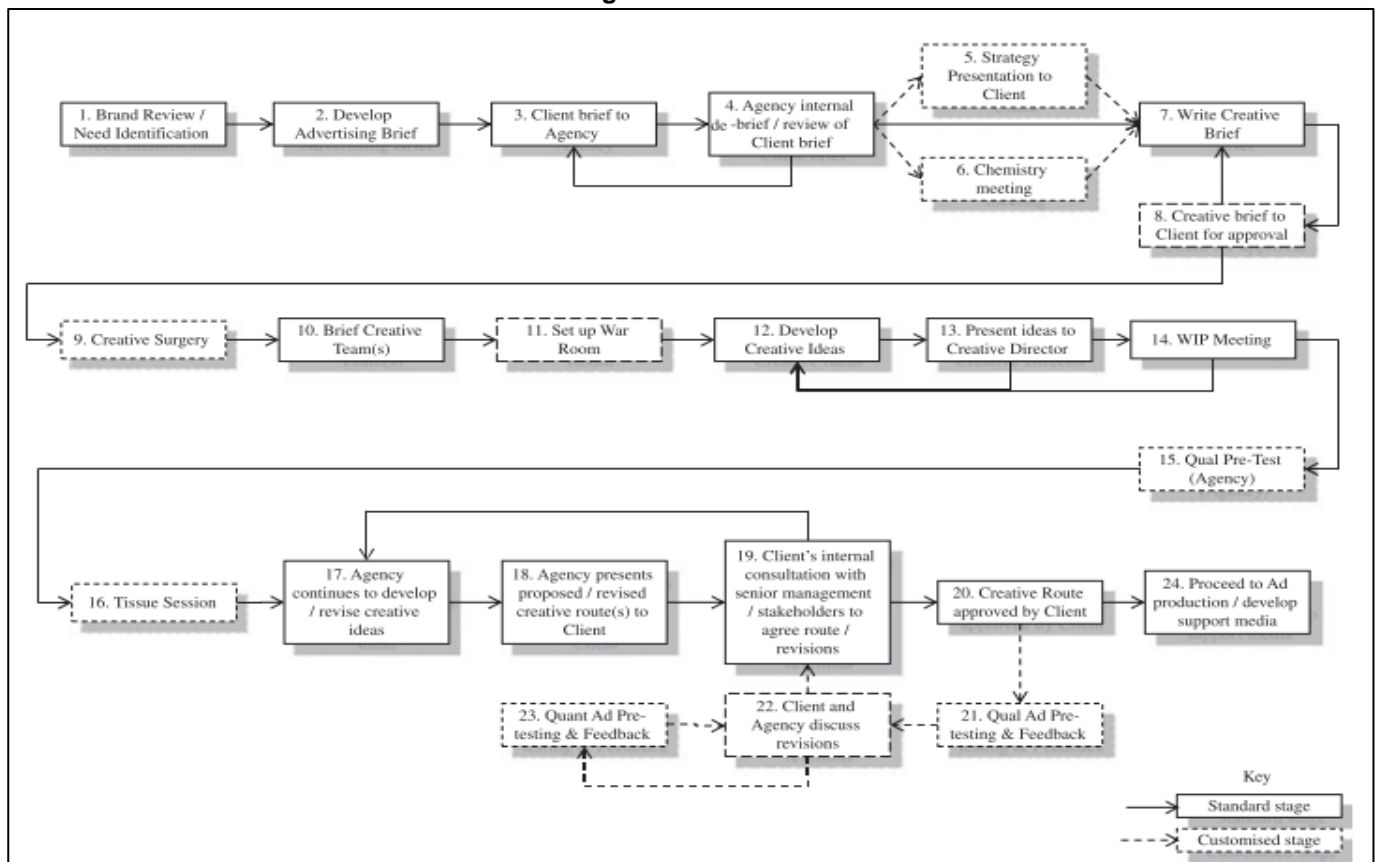 1. Brand Review /
Need Identification
2. Develop
Advertising Brief
3. Client brief to
Agency
4. Agency internal
de -brief / review of
Client brief
5. Strategy
Presentation to
Client
6. Chemistry
meeting
7. Write Creative
Brief
8. Creative brief to
Client for approval
9. Creative Surgery
10. Brief Creative
Team(s)
11. Set up War
Room
12. Develop
Creative Ideas
13. Present ideas to
Creative Director
14. WIP Meeting
15. Qual Pre-Test
(Agency)
16. Tissue Session
17. Agency
continues to develop
/ revise creative
ideas
18. Agency presents
proposed / revised
creative route(s) to
Client
19. Client's internal
consultation with
senior management
/ stakeholders to
agree route /
revisions
20. Creative Route
approved by Client
24. Proceed to Ad
production / develop
support media
23. Quant Ad Pre-
testing & Feedback
22. Client and
Agency discuss
revisions
21. Qual Ad Pre-
testing & Feedback
Key
Standard stage
Customised stage